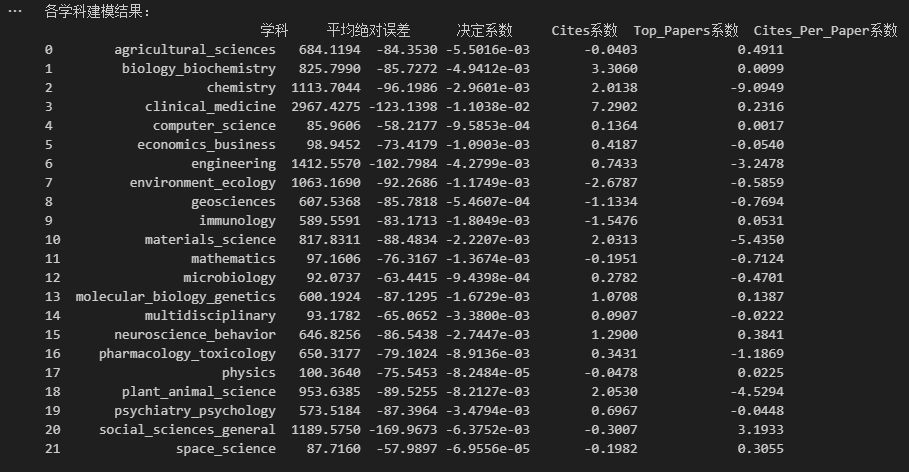 ... 各学科建模结果：
学科 平均绝对误差 决定系数 Cites系数 Top_Papers系数 Cites_Per_Paper系数
0 agricultural_sciences 684.1194 -84.3530 -5.5016e-03 -0.0403 0.4911
1 biology_biochemistry 825.7990 -85.7272 -4.9412e-03 3.3060 0.0099
2 chemistry 1113.7044 -96.1986 -2.9601e-03 2.0138 -9.0949
3 clinical_medicine 2967.4275 -123.1398 -1.1038e-02 7.2902 0.2316
4 computer_science 85.9606 -58.2177 -9.5853e-04 0.1364 0.0017
5 economics_business 98.9452 -73.4179 -1.0903e-03 0.4187 -0.0540
6 engineering 1412.5570 -102.7984 -4.2799e-03 0.7433 -3.2478
7 environment_ecology 1063.1690 -92.2686 -1.1749e-03 -2.6787 -0.5859
8 geosciences 607.5368 -85.7818 -5.4607e-04 -1.1334 -0.7694
9 immunology 589.5591 -83.1713 -1.8049e-03 -1.5476 0.0531
10 materials_science 817.8311 -88.4834 -2.2207e-03 2.0313 -5.4350
11 mathematics 97.1606 -76.3167 -1.3674e-03 -0.1951 -0.7124
12 microbiology 92.0737 -63.4415 -9.4398e-04 0.2782 -0.4701
13 molecular_biology_genetics 600.1924 -87.1295 -1.6729e-03 1.0708 0.1387
14 multidisciplinary 93.1782 -65.0652 -3.3800e-03 0.0907 -0.0222
15 neuroscience_behavior 646.8256 -86.5438 -2.7447e-03 1.2900 0.3841
16 pharmacology_toxicology 650.3177 -79.1024 -8.9136e-03 0.3431 -1.1869
17 physics 100.3640 -75.5453 -8.2484e-05 -0.0478 0.0225
18 plant_animal_science 953.6385 -89.5255 -8.2127e-03 2.0530 -4.5294
19 psychiatry_psychology 573.5184 -87.3964 -3.4794e-03 0.6967 -0.0448
20 social_sciences_general 1189.5750 -169.9673 -6.3752e-03 -0.3007 3.1933
21 space_science 87.7160 -57.9897 -6.9556e-05 -0.1982 0.3055